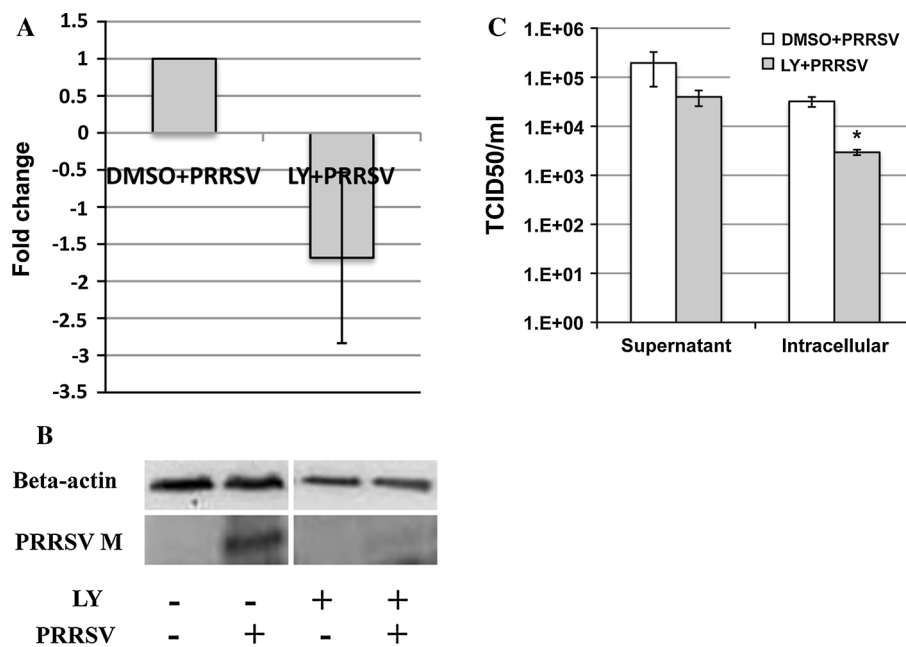 A
1.5
1
0.5
0
-0.5
-1
-1.5
-2
-2.5
-3
-3.5
Fold change
DMSO+PRRSV
LY+PRRSV
C
1.E+06
1.E+05
1.E+04
1.E+03
1.E+02
1.E+01
1.E+00
TCID50/ml
DMSO+PRRSV
LY+PRRSV
*
Supernatant Intracellular
B
Beta-actin
PRRSV M
LY - - + +
PRRSV - + - +